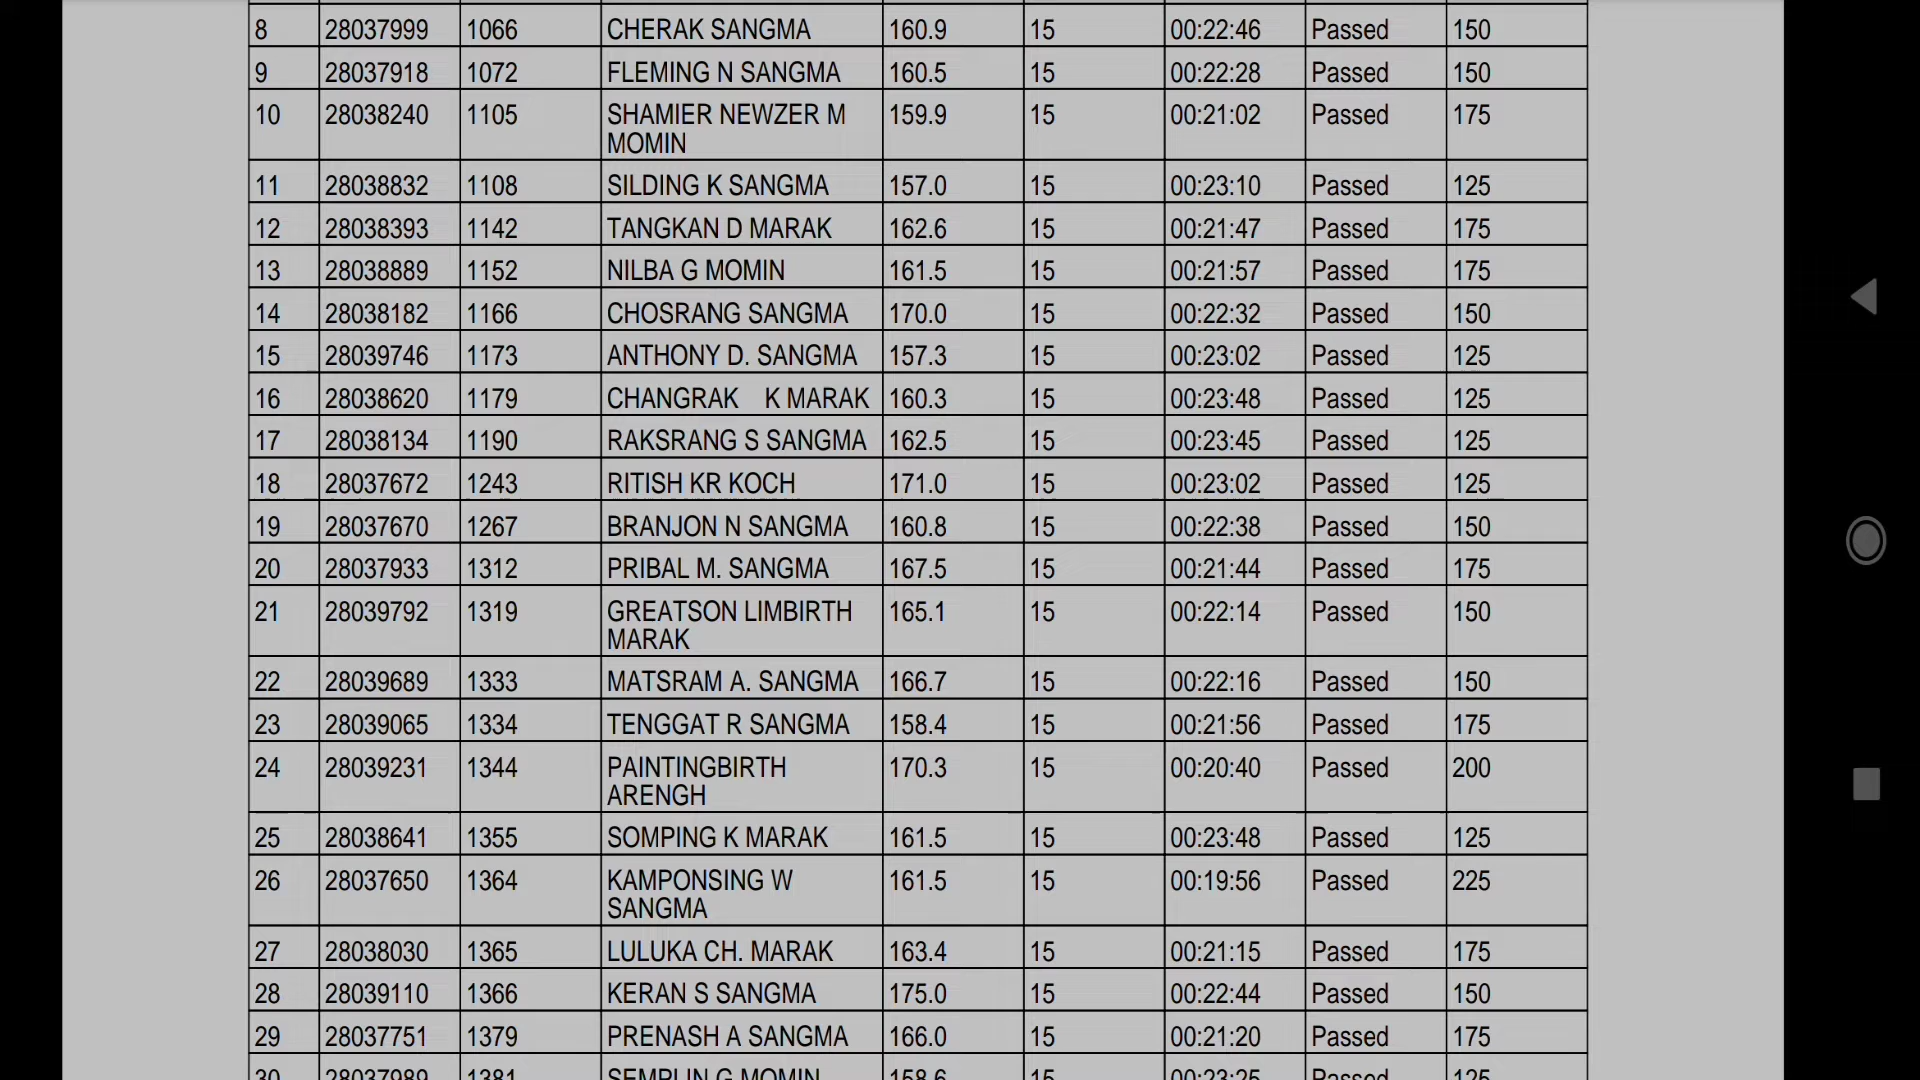 8 28037999 1066 CHERAK SANGMA 160.9 15 00:22:46 Passed 150
9 28037918 1072 FLEMING N SANGMA 160.5 15 00:22:28 Passed 150
10 28038240 1105 SHAMIER NEWZER M 159.9 15 00:21:02 Passed 175
MOMIN
11 28038832 1108 SILDING K SANGMA 157.0 15 00:23:10 Passed 125
12 28038393 1142 TANGKAN D MARAK 162.6 15 00:21:47 Passed 175
13 28038889 1152 NILBA G MOMIN 161.5 15 00:21:57 Passed 175
14 28038182 1166 CHOSRANG SANGMA 170.0 15 00:22:32 Passed 150
15 28039746 1173 ANTHONY D. SANGMA 157.3 15 00:23:02 Passed 125
16 28038620 1179 CHANGRAK K MARAK 160.3 15 00:23:48 Passed 125
17 28038134 1190 RAKSRANG S SANGMA 162.5 15 00:23:45 Passed 125
18 28037672 1243 RITISH KR KOCH 171.0 15 00:23:02 Passed 125
19 28037670 1267 BRANJON N SANGMA 160.8 15 00:22:38 Passed 150
20 28037933 1312 PRIBAL M. SANGMA 167.5 15 00:21:44 Passed 175
21 28039792 1319 GREATSON LIMBIRTH 165.1 15 00:22:14 Passed 150
MARAK
22 28039689 1333 MATSRAM A. SANGMA 166.7 15 00:22:16 Passed 150
23 28039065 1334 TENGGAT R SANGMA 158.4 15 00:21:56 Passed 175
24 28039231 1344 PAINTINGBIRTH 170.3 15 00:20:40 Passed 200
ARENGH
25 28038641 1355 SOMPING K MARAK 161.5 15 00:23:48 Passed 125
26 28037650 1364 KAMPONSING W 161.5 15 00:19:56 Passed 225
SANGMA
27 28038030 1365 LULUKA CH. MARAK 163.4 15 00:21:15 Passed 175
28 28039110 1366 KERAN S SANGMA 175.0 15 00:22:44 Passed 150
29 28037751 1379 PRENASH A SANGMA 166.0 15 00:21:20 Passed 175
30 1381 G MOMIN 15 Passed 125